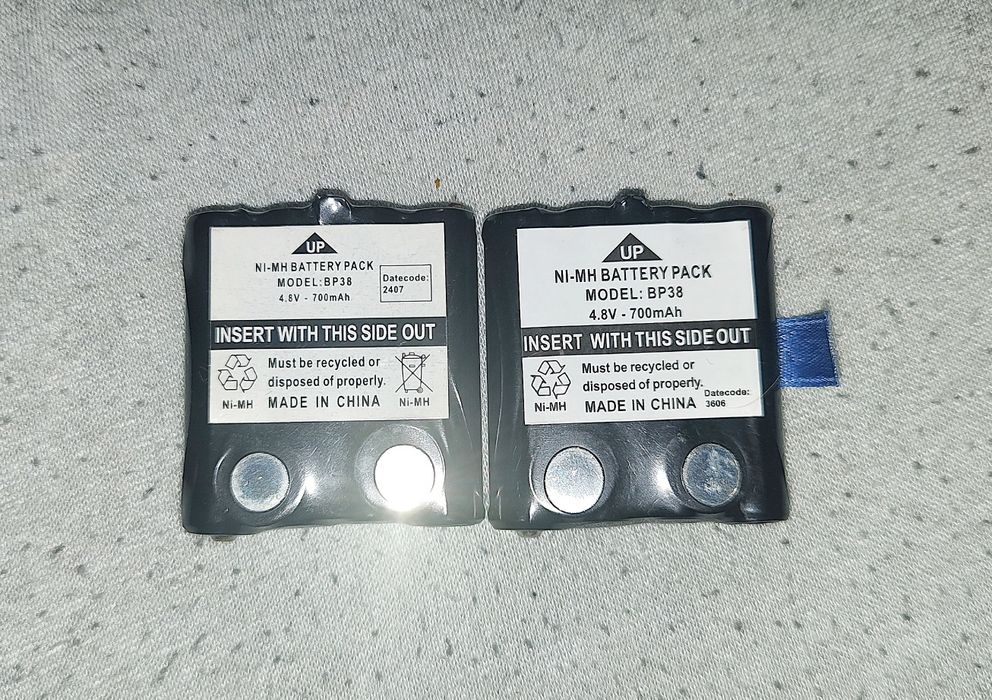 UP
NI-MH BATTERY PACK
MODEL:BP38
4.8V - 700mAh
Datecode:
2407
INSERT WITH THIS SIDE OUT
Must be recycled or
disposed of properly.
Ni-MH MADE IN CHINA Ni-MH
UP
NI-MH BATTERY PACK
MODEL: BP38
4.8V - 700mAh
INSERT WITH THIS SIDE OUT
Must be recycled or
disposed of properly.
Ni-MH MADE IN CHINA
Datecode:
3606